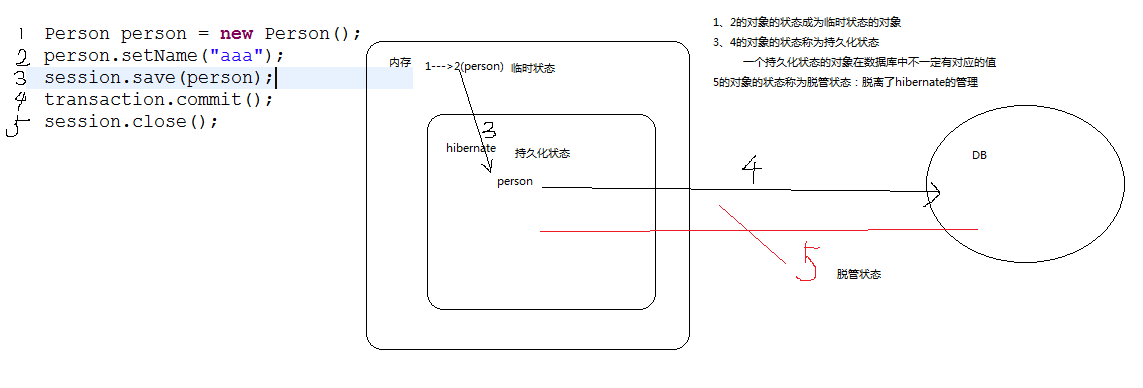 1 Person person = new Person();
2 person.setName("aaa");
3 session.save(person);
4 transaction.commit();
5 session.close();
内存
1--->2(person) 临时状态
3
hibernate 持久化状态
person
4
DB
5
脱管状态
1、2的对象的状态成为临时状态的对象
3、4的对象的状态称为持久化状态
一个持久化状态的对象在数据库中不一定有对应的值
5的对象的状态称为脱管状态：脱离了hibernate的管理